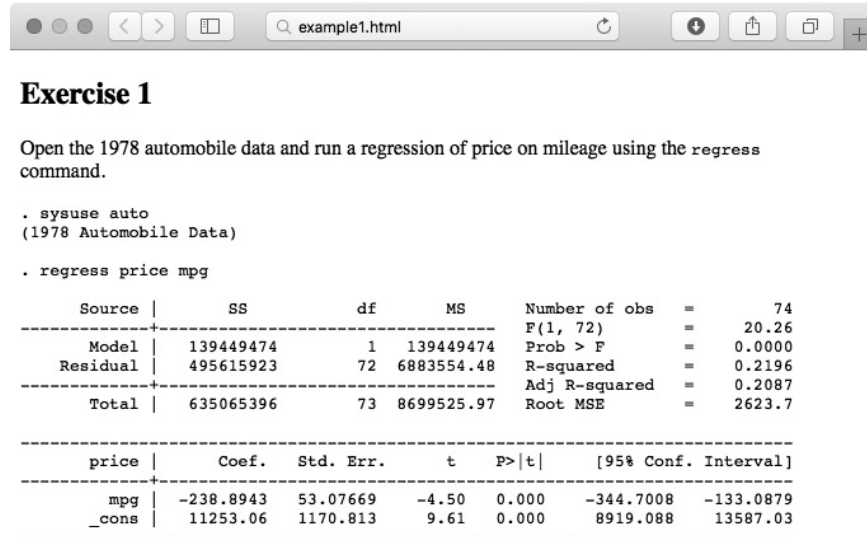 example1.html
Exercise 1
Open the 1978 automobile data and run a regression of price on mileage using the regress
command.
. sysuse auto
(1978 Automobile Data)
. regress price mpg
      Source |       SS           df       MS      Number of obs   =        74
-------------+----------------------------------   F(1, 72)        =     20.26
       Model |   139449474         1   139449474   Prob > F        =    0.0000
    Residual |   495615923        72  6883554.48   R-squared       =    0.2196
-------------+----------------------------------   Adj R-squared   =    0.2087
       Total |   635065396        73  8699525.97   Root MSE        =    2623.7
------------------------------------------------------------------------------
       price |      Coef.   Std. Err.      t    P>|t|     [95% Conf. Interval]
-------------+----------------------------------------------------------------
         mpg |  -238.8943   53.07669    -4.50   0.000    -344.7008   -133.0879
       _cons |   11253.06   1170.813     9.61   0.000     8919.088    13587.03
------------------------------------------------------------------------------